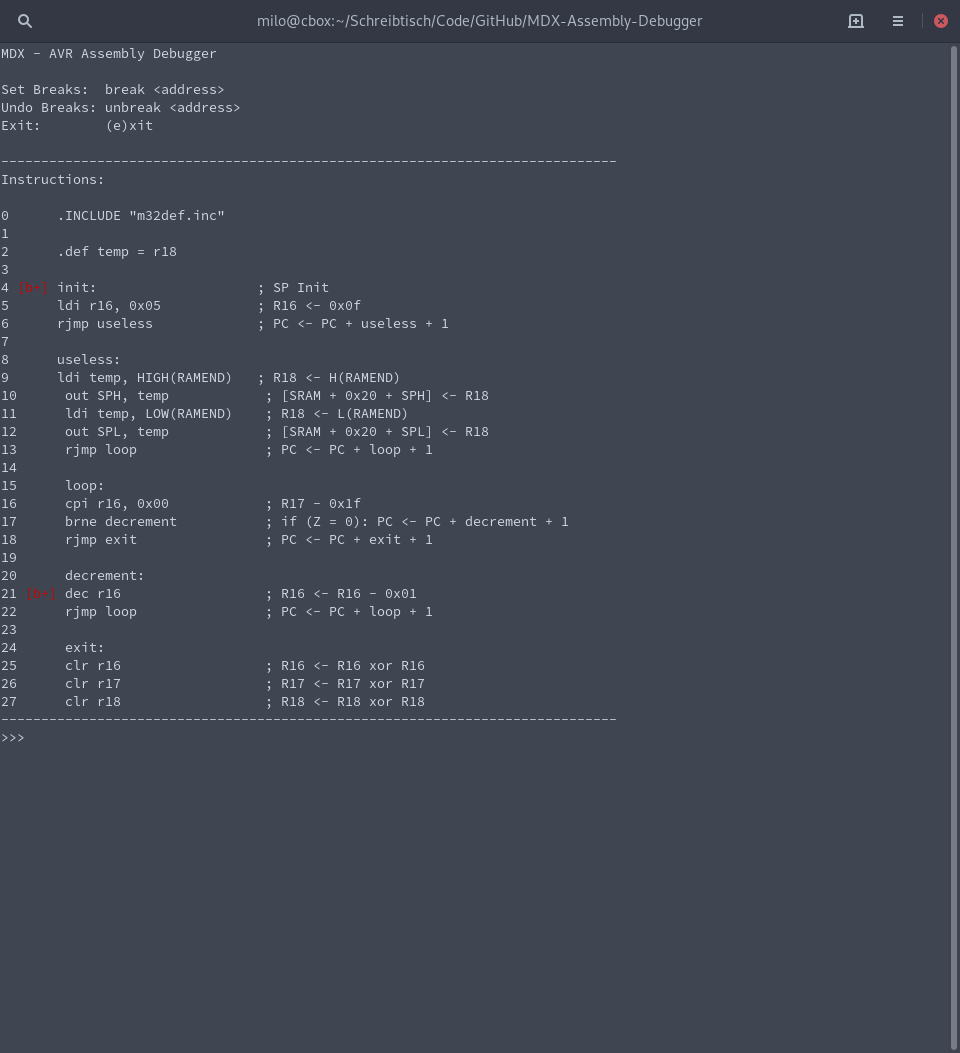 milo@cbox:~/Schreibtisch/Code/GitHub/MDX-Assembly-Debugger
MDX - AVR Assembly Debugger
Set Breaks:  break <address>
Undo Breaks: unbreak <address>
Exit:        (e)xit
-----------------------------------------------------------------------------
Instructions:
0      .INCLUDE "m32def.inc"
1
2      .def temp = r18
3
4 [br] init:                    ; SP Init
5      ldi r16, 0x05            ; R16 <- 0x0f
6      rjmp useless             ; PC <- PC + useless + 1
7
8      useless:
9      ldi temp, HIGH(RAMEND)   ; R18 <- H(RAMEND)
10      out SPH, temp            ; [SRAM + 0x20 + SPH] <- R18
11      ldi temp, LOW(RAMEND)    ; R18 <- L(RAMEND)
12      out SPL, temp            ; [SRAM + 0x20 + SPL] <- R18
13      rjmp loop                ; PC <- PC + loop + 1
14
15      loop:
16      cpi r16, 0x00            ; R17 - 0x1f
17      brne decrement           ; if (Z = 0): PC <- PC + decrement + 1
18      rjmp exit                ; PC <- PC + exit + 1
19
20      decrement:
21 [br] dec r16                  ; R16 <- R16 - 0x01
22      rjmp loop                ; PC <- PC + loop + 1
23
24      exit:
25      clr r16                  ; R16 <- R16 xor R16
26      clr r17                  ; R17 <- R17 xor R17
27      clr r18                  ; R18 <- R18 xor R18
-----------------------------------------------------------------------------
>>>